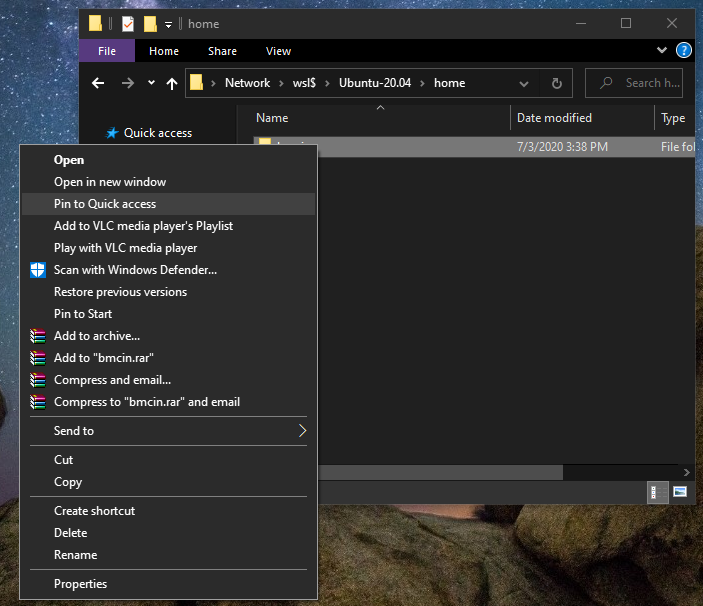 home
File
Home
Share
View
Network
wsl$
Ubuntu-20.04
home
Search h...
Name
Date modified
Type
Quick access
7/3/2020 3:38 PM
File fol
Open
Open in new window
Pin to Quick access
Add to VLC media player's Playlist
Play with VLC media player
Scan with Windows Defender...
Restore previous versions
Pin to Start
Add to archive...
Add to "bmcin.rar"
Compress and email...
Compress to "bmcin.rar" and email
Send to
Cut
Copy
Create shortcut
Delete
Rename
Properties